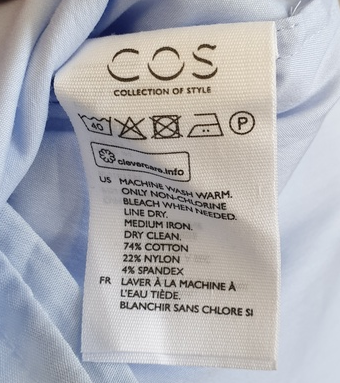 COS
COLLECTION OF STYLE
40 P
clevercare.info
US MACHINE WASH WARM.
ONLY NON-CHLORINE
BLEACH WHEN NEEDED.
LINE DRY.
MEDIUM IRON.
DRY CLEAN.
74% COTTON
22% NYLON
4% SPANDEX
FR LAVER À LA MACHINE À
L'EAU TIÈDE.
BLANCHIR SANS CHLORE SI